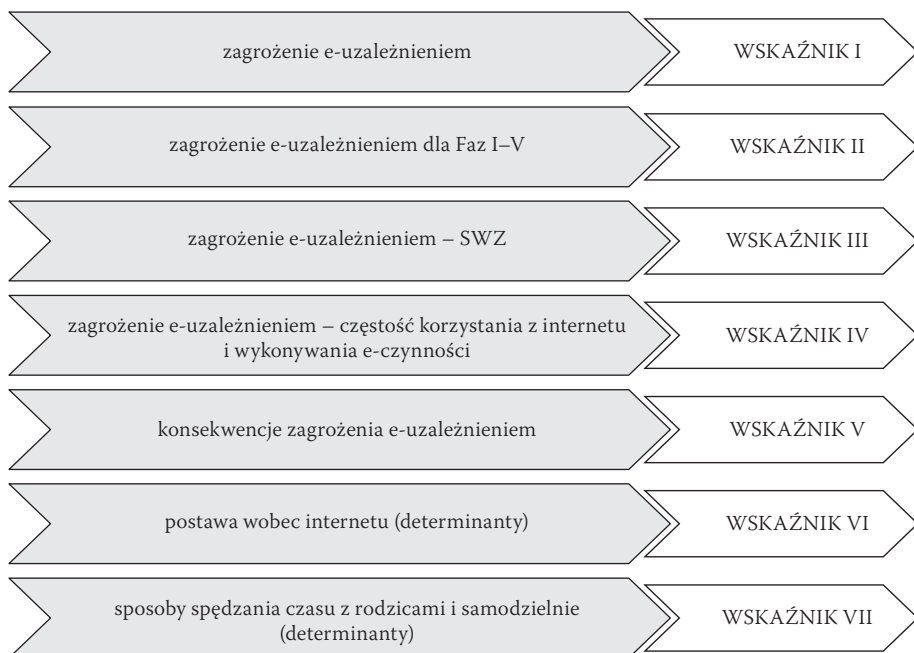 zagrożenie e-uzależnieniem
WSKAŹNIK I
zagrożenie e-uzależnieniem dla Faz I–V
WSKAŹNIK II
zagrożenie e-uzależnieniem – SWZ
WSKAŹNIK III
zagrożenie e-uzależnieniem – częstość korzystania z internetu
i wykonywania e-czynności
WSKAŹNIK IV
konsekwencje zagrożenia e-uzależnieniem
WSKAŹNIK V
postawa wobec internetu (determinanty)
WSKAŹNIK VI
sposoby spędzania czasu z rodzicami i samodzielnie
(determinanty)
WSKAŹNIK VII